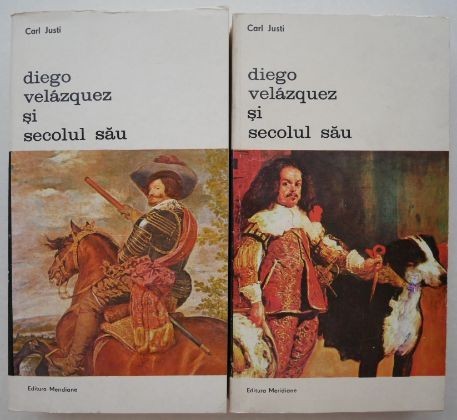 Carl Justi
diego
velázquez
și
secolul său
Editura Meridiane
Carl Justi
diego
velázquez
și
secolul său
Editura Meridiane